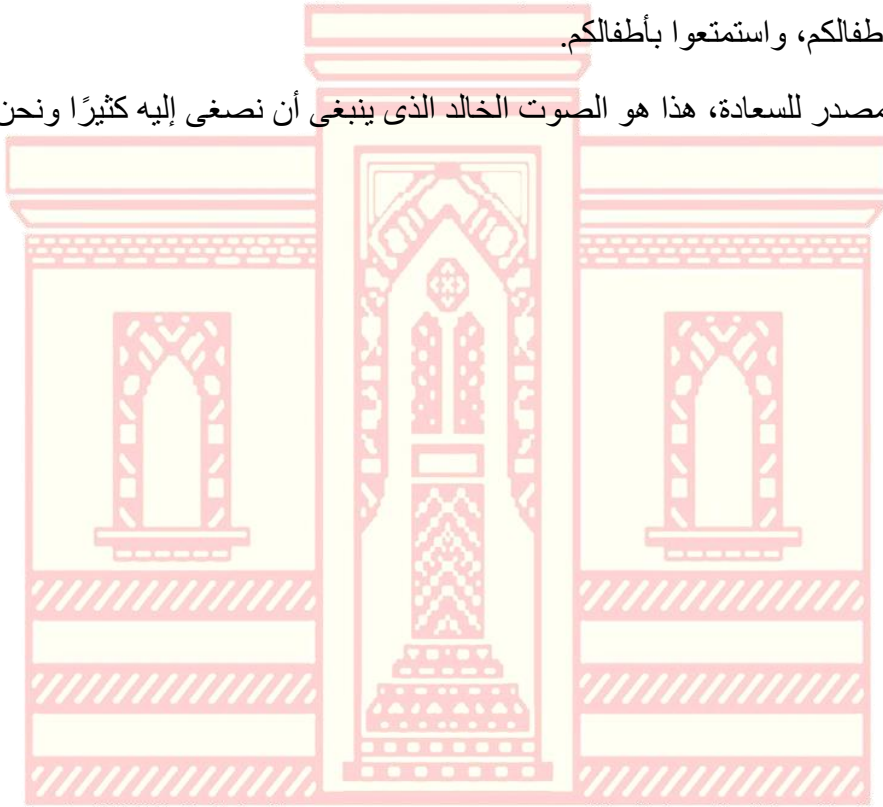 طفالكم، واستمتعوا بأطفالكم.
مصدر للسعادة، هذا هو الصوت الخالد الذى ينبغى أن نصغى إليه كثيرًا ونحن